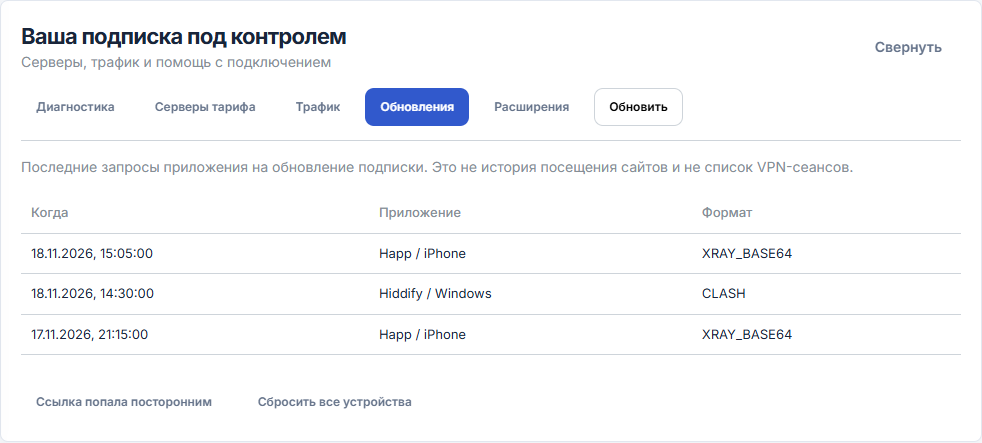 Ваша подписка под контролем
Серверы, трафик и помощь с подключением
Свернуть
Диагностика Серверы тарифа Трафик Обновления Расширения Обновить
Последние запросы приложения на обновление подписки. Это не история посещения сайтов и не список VPN-сеансов.
Когда Приложение Формат
18.11.2026, 15:05:00 Happ / iPhone XRAY_BASE64
18.11.2026, 14:30:00 Hiddify / Windows CLASH
17.11.2026, 21:15:00 Happ / iPhone XRAY_BASE64
Ссылка попала посторонним Сбросить все устройства